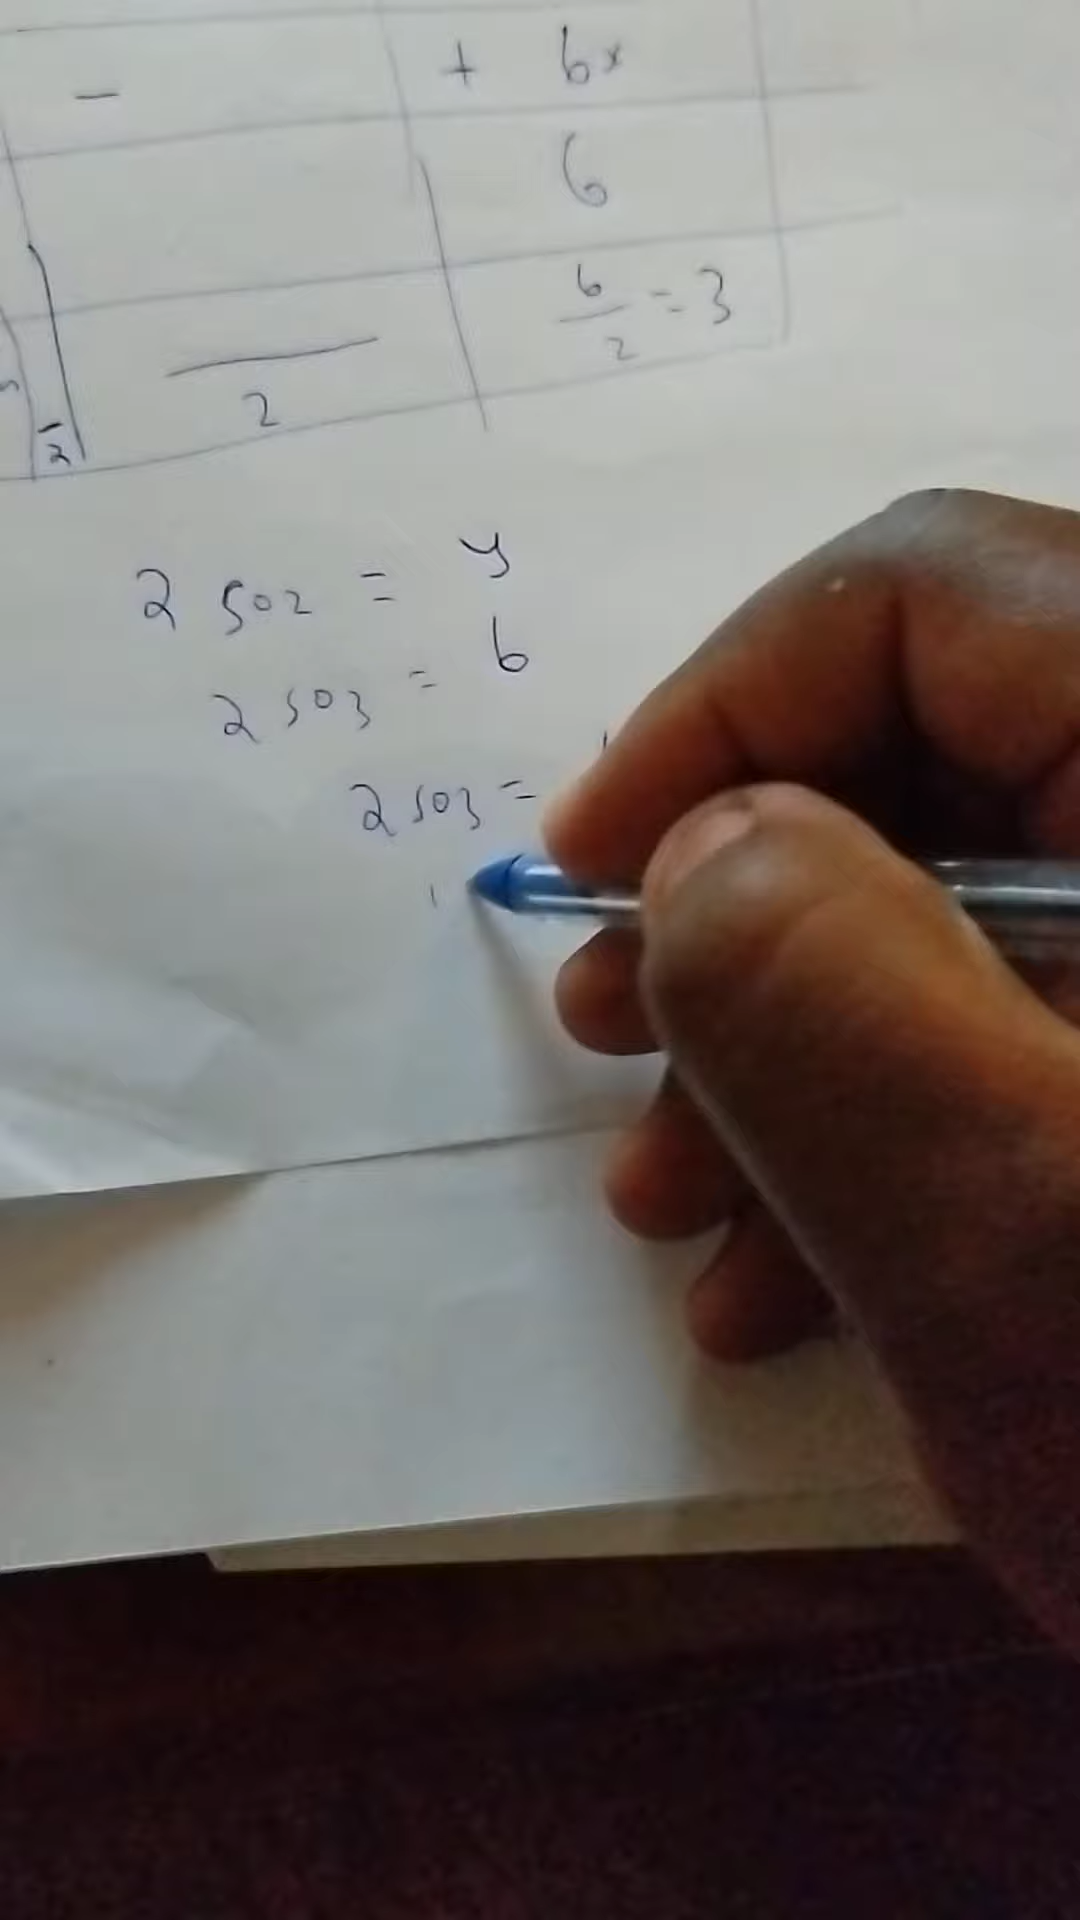 − + 6x
6
6/2 = 3
2
2
2 SO2 = y
2 SO3 = 6
2 SO3 =